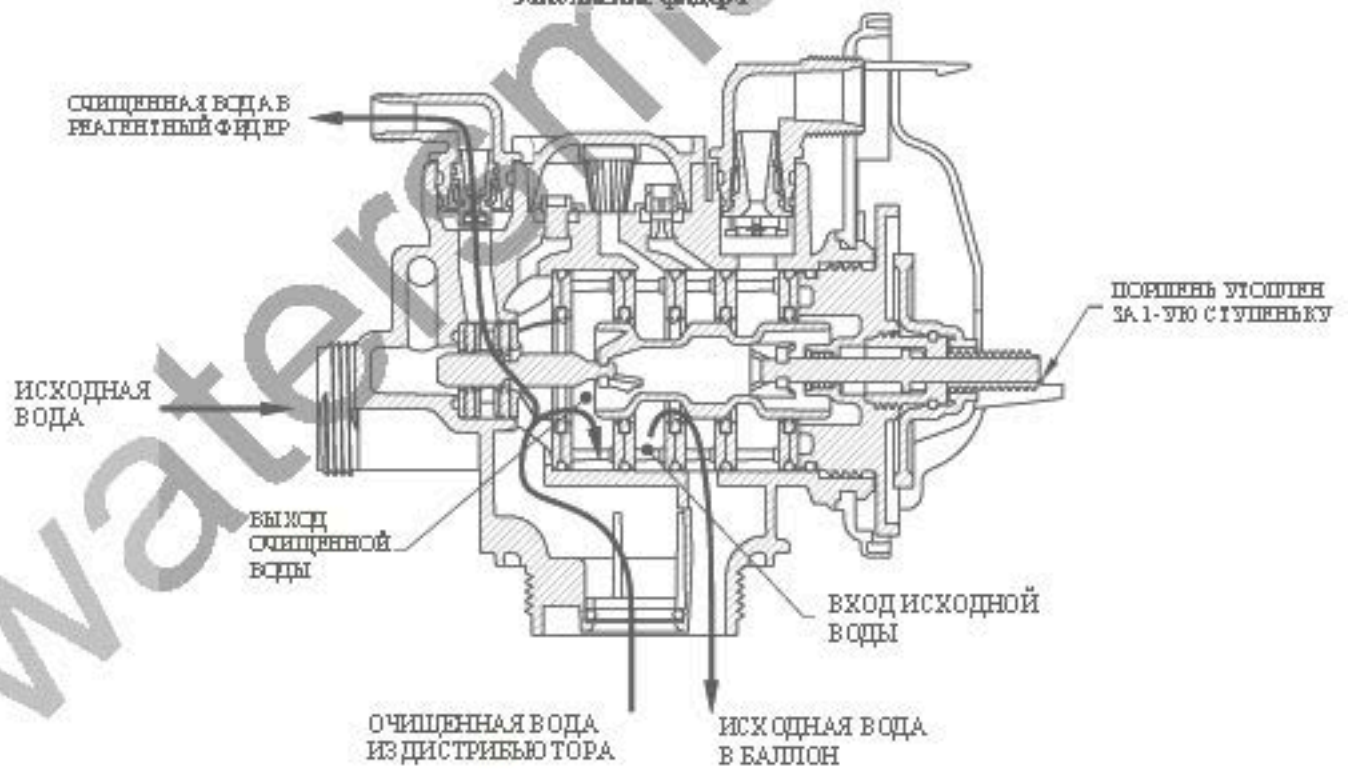 ОЧИЩЕННАЯ ВОДА В
РЕАГЕНТНЫЙ ФИДЕР
ПОРШЕНЬ УТОПЛЕН
ЗА 1-УЮ СТУПЕНЬКУ
ИСХОДНАЯ
ВОДА
ВЫХОД
ОЧИЩЕННОЙ
ВОДЫ
ВХОД ИСХОДНОЙ
ВОДЫ
ОЧИЩЕННАЯ ВОДА
ИЗ ДИСТРИБЬЮТОРА
ИСХОДНАЯ ВОДА
В БАЛЛОН